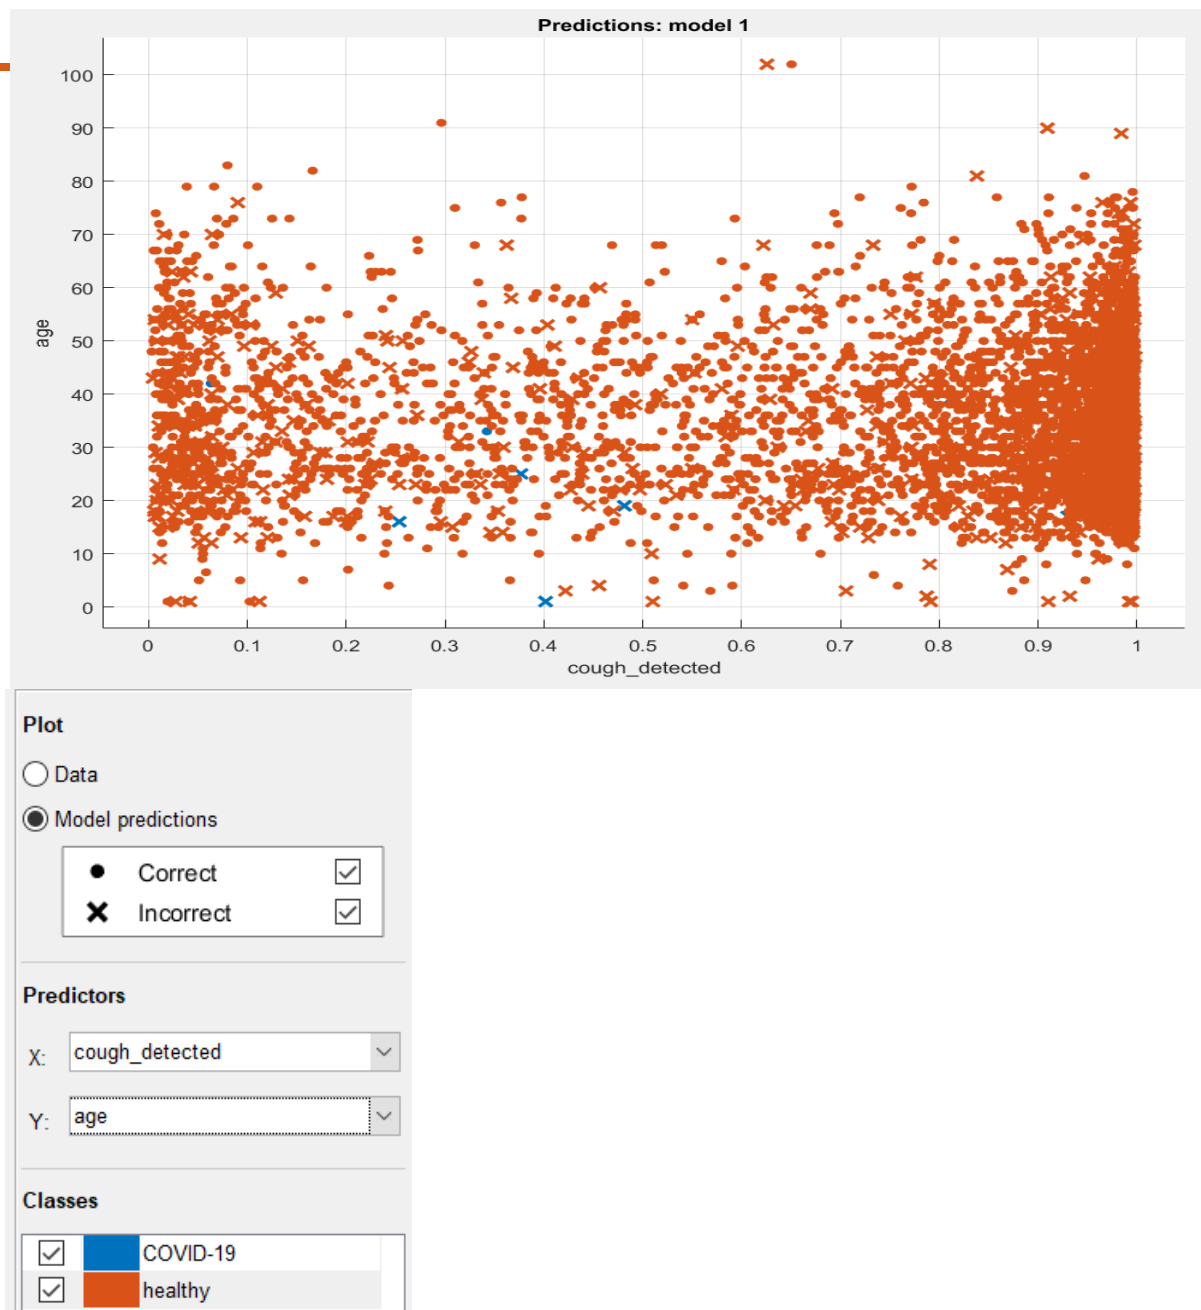 Predictions: model 1
100
90
80
70
60
50
40
30
20
10
0
age
0 0.1 0.2 0.3 0.4 0.5 0.6 0.7 0.8 0.9 1
cough_detected
Plot
Data
Model predictions
Correct
Incorrect
Predictors
X: cough_detected
Y: age
Classes
COVID-19
healthy